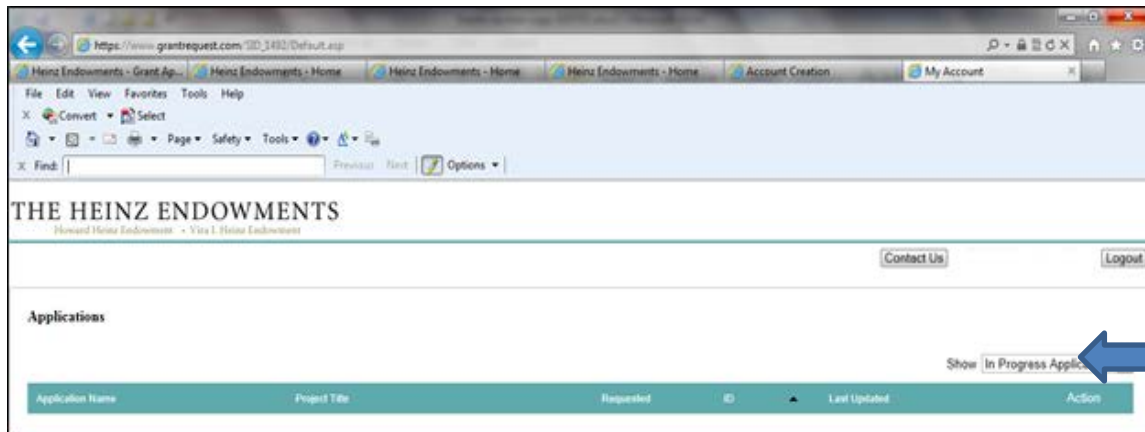 https://www.grantrequest.com/SID_1492/Default.asp
Heinz Endowments - Grant Ap... Heinz Endowments - Home Heinz Endowments - Home Heinz Endowments - Home Account Creation My Account
File Edit View Favorites Tools Help
x Convert Select
Page Safety Tools
x Find: Previous Next Options
THE HEINZ ENDOWMENTS
Howard Heinz Endowment • Vira I. Heinz Endowment
Contact Us Logout
Applications
Show In Progress Applic
Application Name Project Title Requested ID Last Updated Action